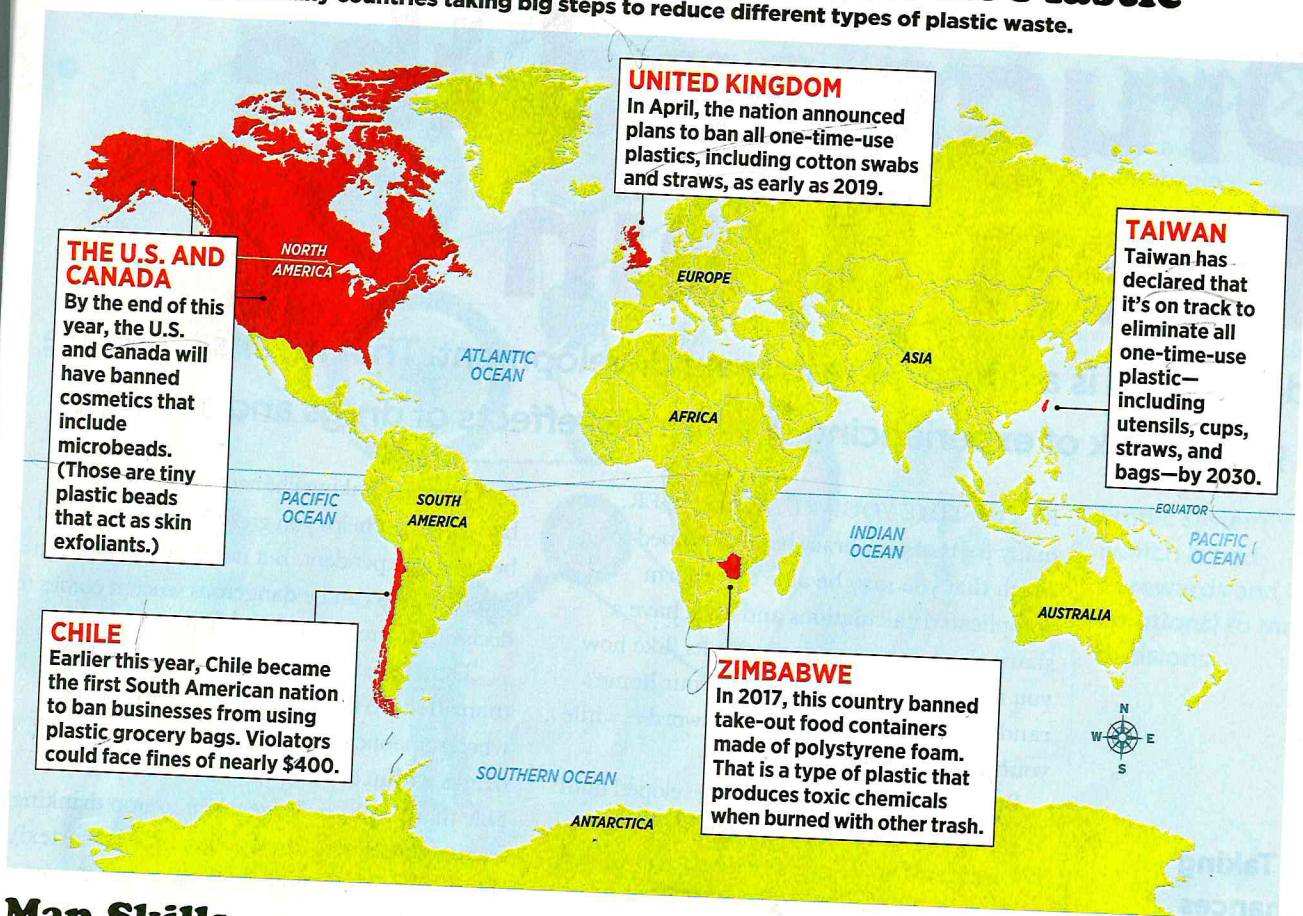 countries taking big steps to reduce different types of plastic waste.
UNITED KINGDOM
In April, the nation announced
plans to ban all one-time-use
plastics, including cotton swabs
and straws, as early as 2019.
TAIWAN
Taiwan has
declared that
it's on track to
eliminate all
one-time-use
plastic—
including
utensils, cups,
straws, and
bags—by 2030.
THE U.S. AND
CANADA
By the end of this
year, the U.S.
and Canada will
have banned
cosmetics that
include
microbeads.
(Those are tiny
plastic beads
that act as skin
exfoliants.)
NORTH
AMERICA
EUROPE
ASIA
ATLANTIC
OCEAN
AFRICA
PACIFIC
OCEAN
SOUTH
AMERICA
INDIAN
OCEAN
EQUATOR
PACIFIC
OCEAN
AUSTRALIA
CHILE
Earlier this year, Chile became
the first South American nation
to ban businesses from using
plastic grocery bags. Violators
could face fines of nearly $400.
ZIMBABWE
In 2017, this country banned
take-out food containers
made of polystyrene foam.
That is a type of plastic that
produces toxic chemicals
when burned with other trash.
N
W E
S
SOUTHERN OCEAN
ANTARCTICA
Map Skills